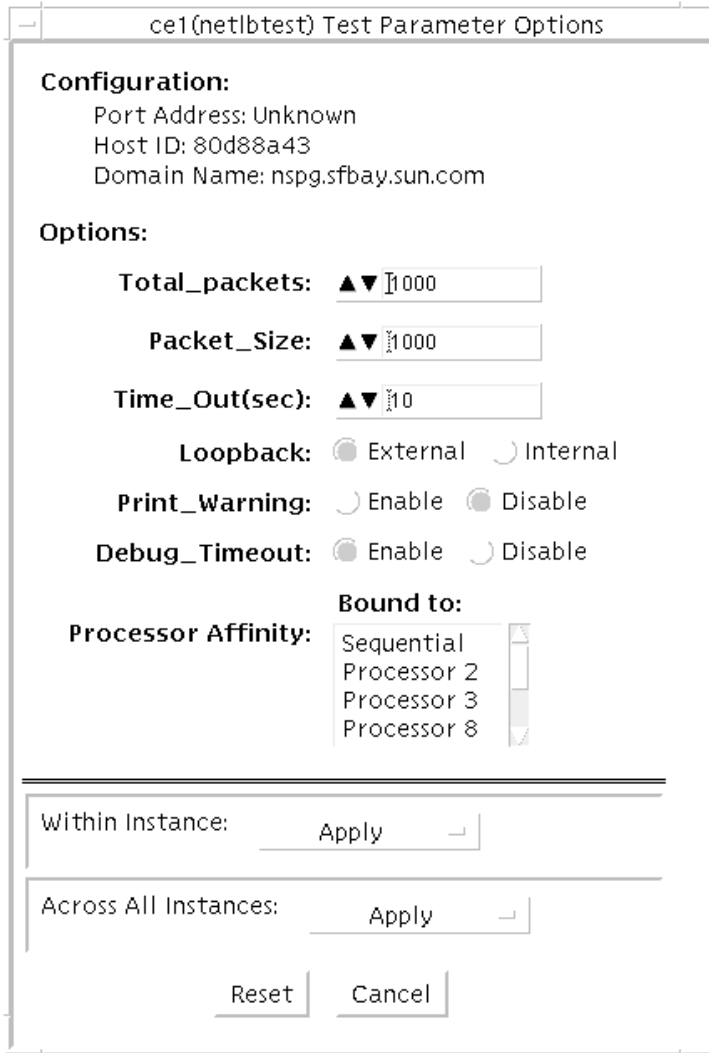 ce1(netlbtest) Test Parameter Options
Configuration:
Port Address: Unknown
Host ID: 80d88a43
Domain Name: nspg.sfbay.sun.com
Options:
Total_packets: 1000
Packet_Size: 1000
Time_Out(sec): 10
Loopback: External Internal
Print_Warning: Enable Disable
Debug_Timeout: Enable Disable
Bound to:
Processor Affinity:
Sequential
Processor 2
Processor 3
Processor 8
Within Instance: Apply
Across All Instances: Apply
Reset Cancel